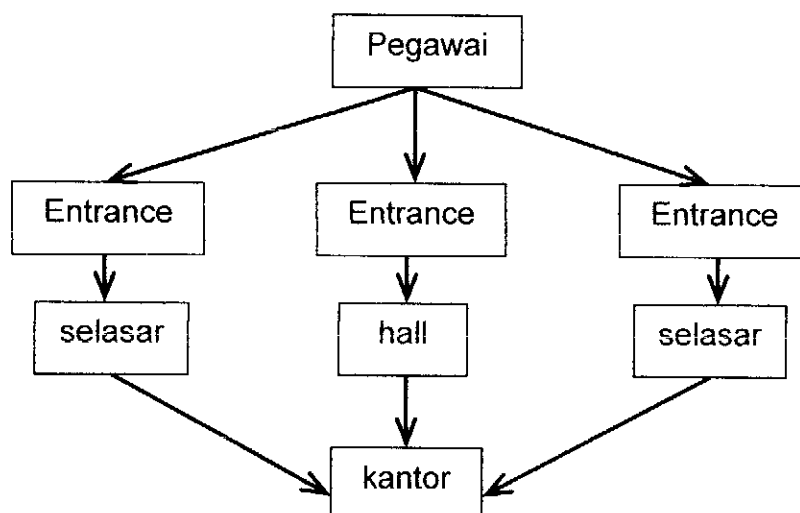 Pegawai
Entrance
Entrance
Entrance
selasar
hall
selasar
kantor